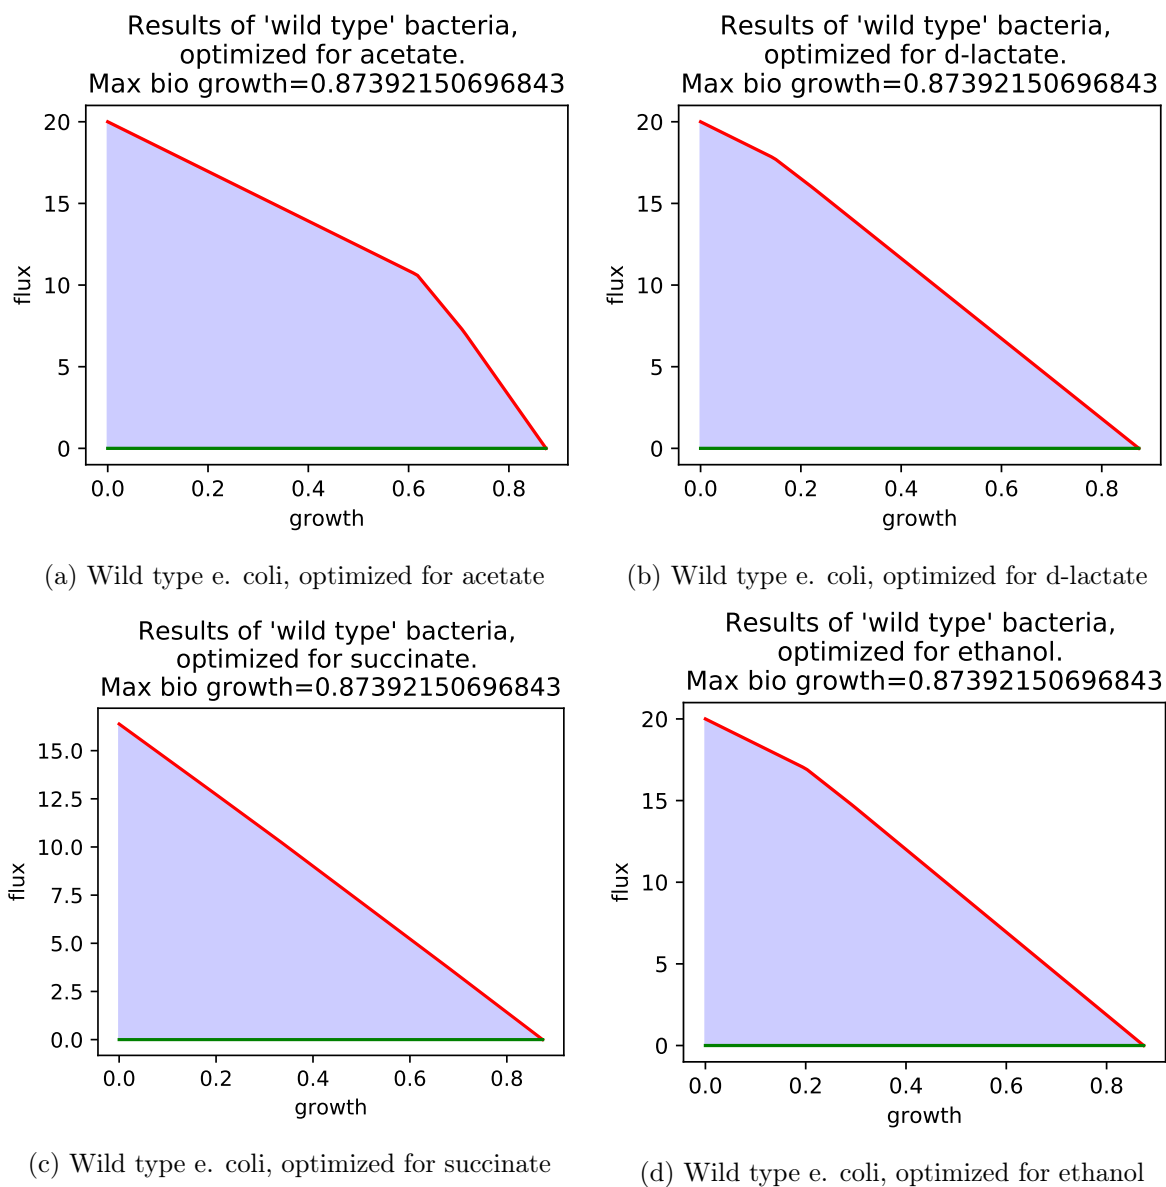 Results of 'wild type' bacteria,
optimized for acetate.
Max bio growth=0.87392150696843
20
15
10
5
0
flux
0.0 0.2 0.4 0.6 0.8
growth
(a) Wild type e. coli, optimized for acetate
Results of 'wild type' bacteria,
optimized for d-lactate.
Max bio growth=0.87392150696843
20
15
10
5
0
flux
0.0 0.2 0.4 0.6 0.8
growth
(b) Wild type e. coli, optimized for d-lactate
Results of 'wild type' bacteria,
optimized for succinate.
Max bio growth=0.87392150696843
15.0
12.5
10.0
7.5
5.0
2.5
0.0
flux
0.0 0.2 0.4 0.6 0.8
growth
(c) Wild type e. coli, optimized for succinate
Results of 'wild type' bacteria,
optimized for ethanol.
Max bio growth=0.87392150696843
20
15
10
5
0
flux
0.0 0.2 0.4 0.6 0.8
growth
(d) Wild type e. coli, optimized for ethanol